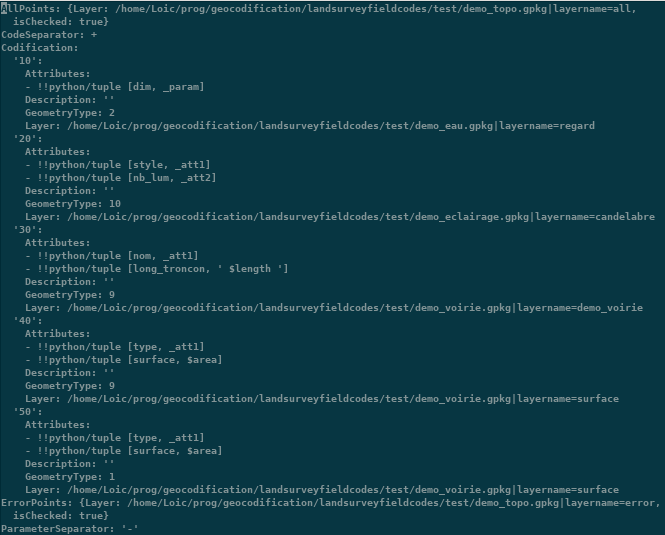 AllPoints: {Layer: /home/Loic/prog/geocodification/landsurveyfieldcodes/test/demo_topo.gpkg|layername=all,
  isChecked: true}
CodeSeparator: +
Codification:
  '10':
    Attributes:
    - !!python/tuple [dim, _param]
    Description: ''
    GeometryType: 2
    Layer: /home/Loic/prog/geocodification/landsurveyfieldcodes/test/demo_eau.gpkg|layername=regard
  '20':
    Attributes:
    - !!python/tuple [style, _att1]
    - !!python/tuple [nb_lum, _att2]
    Description: ''
    GeometryType: 10
    Layer: /home/Loic/prog/geocodification/landsurveyfieldcodes/test/demo_eclairage.gpkg|layername=candelabre
  '30':
    Attributes:
    - !!python/tuple [nom, _att1]
    - !!python/tuple [long_troncon, ' $length ']
    Description: ''
    GeometryType: 9
    Layer: /home/Loic/prog/geocodification/landsurveyfieldcodes/test/demo_voirie.gpkg|layername=demo_voirie
  '40':
    Attributes:
    - !!python/tuple [type, _att1]
    - !!python/tuple [surface, $area]
    Description: ''
    GeometryType: 9
    Layer: /home/Loic/prog/geocodification/landsurveyfieldcodes/test/demo_voirie.gpkg|layername=surface
  '50':
    Attributes:
    - !!python/tuple [type, _att1]
    - !!python/tuple [surface, $area]
    Description: ''
    GeometryType: 1
    Layer: /home/Loic/prog/geocodification/landsurveyfieldcodes/test/demo_voirie.gpkg|layername=surface
ErrorPoints: {Layer: /home/Loic/prog/geocodification/landsurveyfieldcodes/test/demo_topo.gpkg|layername=error,
  isChecked: true}
ParameterSeparator: '-'